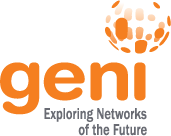 geni
Exploring Networks
of the Future